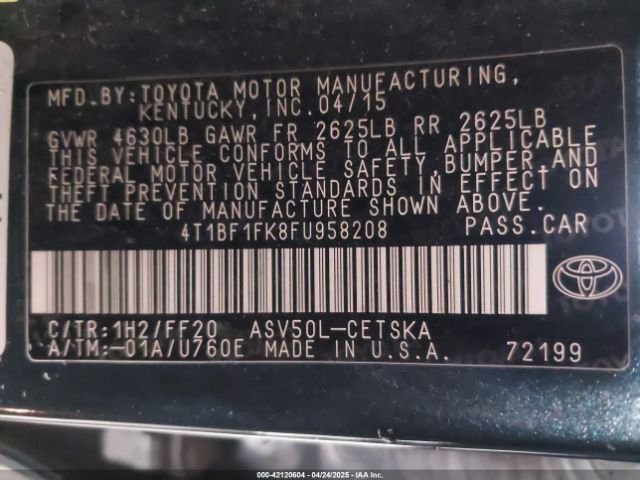 MFD.BY:TOYOTA MOTOR MANUFACTURING,
KENTUCKY,INC.04/15
GVWR 4630LB GAWR FR 2625LB RR 2625LB
THIS VEHICLE CONFORMS TO ALL APPLICABLE
FEDERAL MOTOR VEHICLE SAFETY,BUMPER,AND
THEFT PREVENTION STANDARDS IN EFFECT ON
THE DATE OF MANUFACTURE SHOWN ABOVE.
4T1BF1FK8FU958208 PASS.CAR
C/TR:1H2/FF20 ASV50L-CETSKA
A/TM:-01A/U760E MADE IN U.S.A. 72199
000-42120604 - 04/24/2025 - IAA Inc.